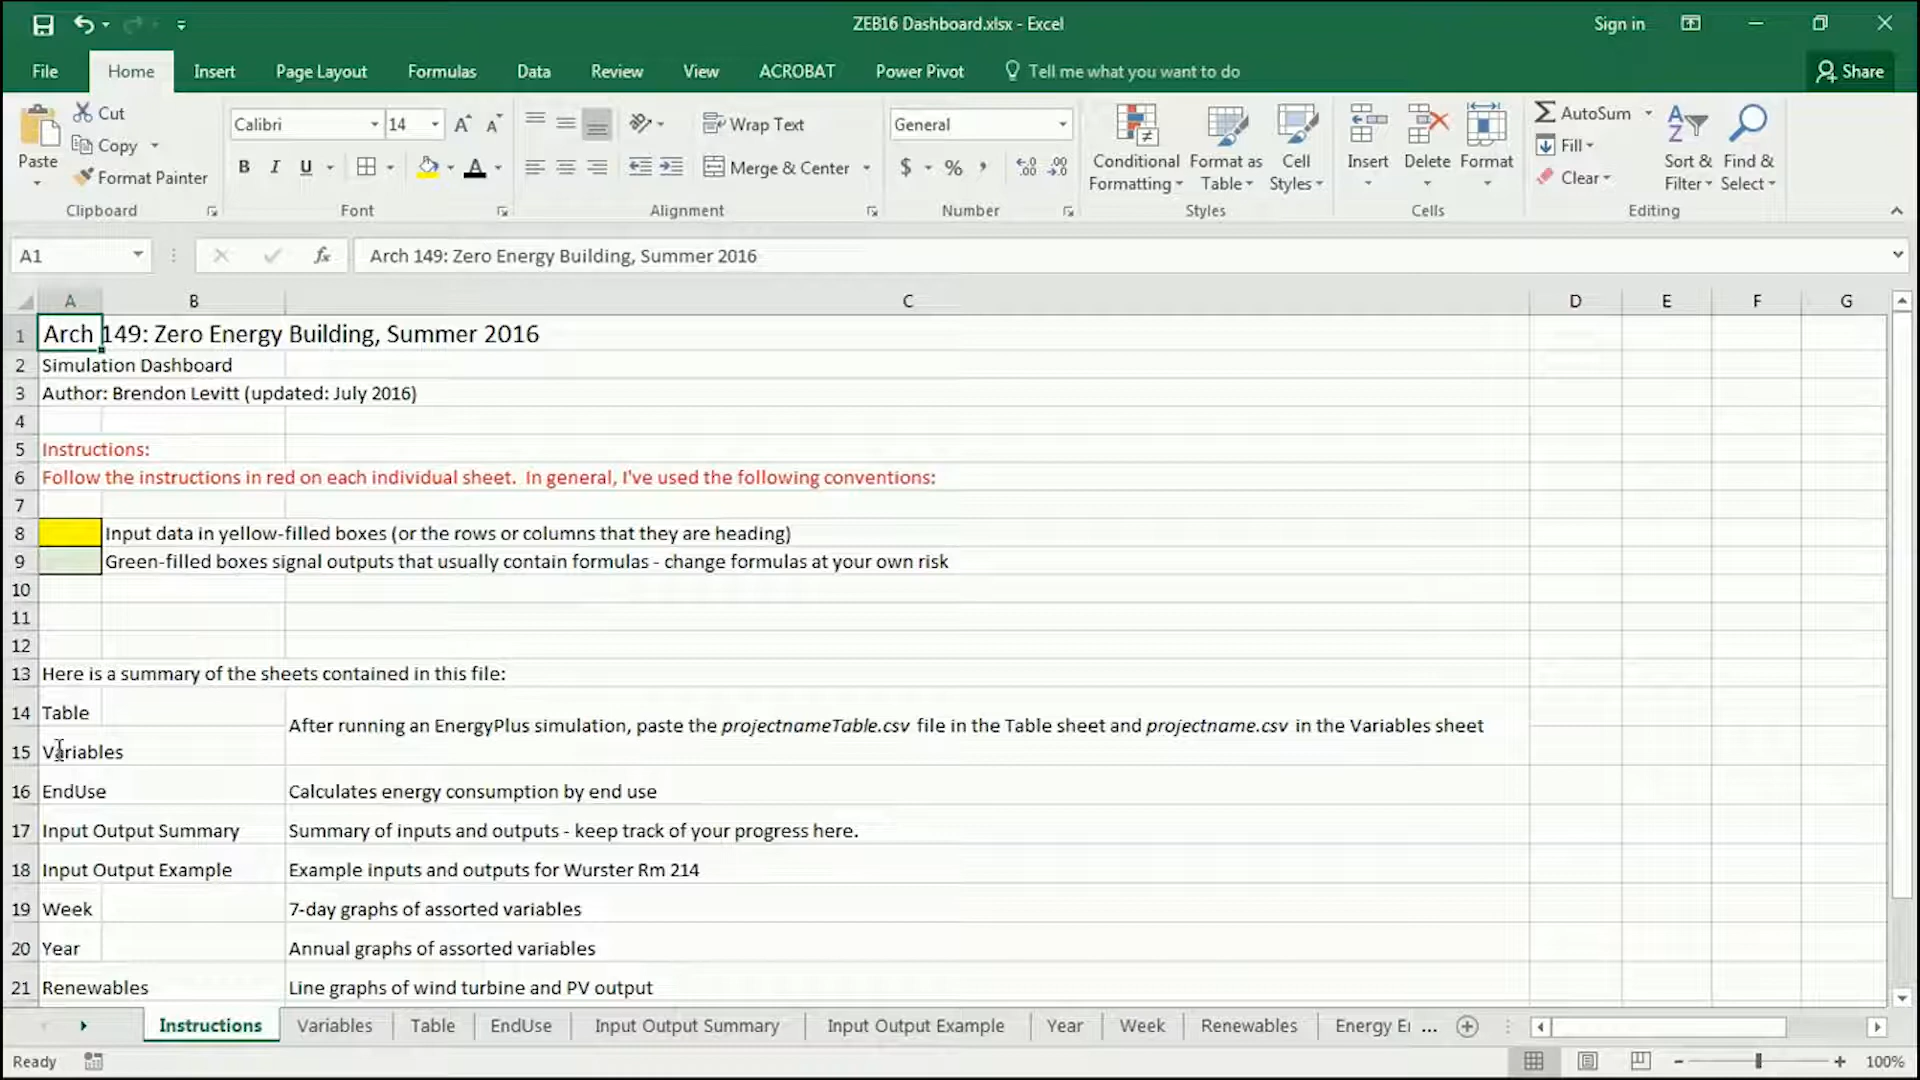 ZEB16 Dashboard.xlsx - Excel
Sign in
File Home Insert Page Layout Formulas Data Review View ACROBAT Power Pivot Tell me what you want to do Share
Paste
Cut
Copy
Format Painter
Clipboard
Calibri 14
B I U
Font
Wrap Text
Merge & Center
Alignment
General
$ % ,
Number
Conditional Formatting
Format as Table
Cell Styles
Styles
Insert Delete Format
Cells
AutoSum
Fill
Clear
Sort & Filter
Find & Select
Editing
A1 fx Arch 149: Zero Energy Building, Summer 2016
A B C D E F G
1 Arch 149: Zero Energy Building, Summer 2016
2 Simulation Dashboard
3 Author: Brendon Levitt (updated: July 2016)
4
5 Instructions:
6 Follow the instructions in red on each individual sheet. In general, I've used the following conventions:
7
8 Input data in yellow-filled boxes (or the rows or columns that they are heading)
9 Green-filled boxes signal outputs that usually contain formulas - change formulas at your own risk
10
11
12
13 Here is a summary of the sheets contained in this file:
14 Table
After running an EnergyPlus simulation, paste the projectnameTable.csv file in the Table sheet and projectname.csv in the Variables sheet
15 Variables
16 EndUse Calculates energy consumption by end use
17 Input Output Summary Summary of inputs and outputs - keep track of your progress here.
18 Input Output Example Example inputs and outputs for Wurster Rm 214
19 Week 7-day graphs of assorted variables
20 Year Annual graphs of assorted variables
21 Renewables Line graphs of wind turbine and PV output
Instructions Variables Table EndUse Input Output Summary Input Output Example Year Week Renewables Energy Ei ...
Ready 100%